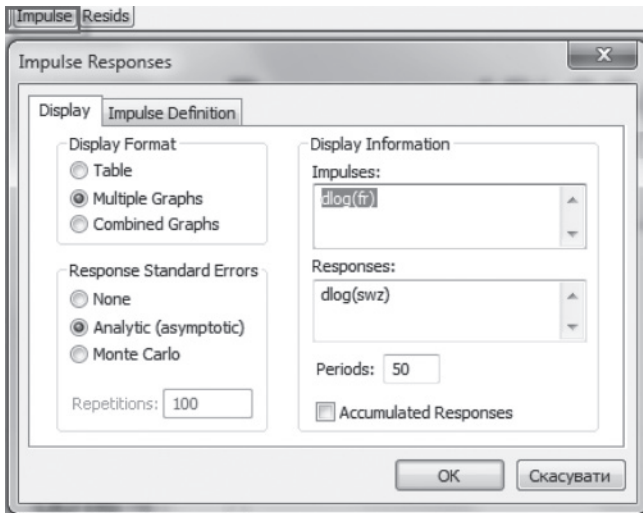 Impulse Resids
Impulse Responses
Display Impulse Definition
Display Format
Table
Multiple Graphs
Combined Graphs
Response Standard Errors
None
Analytic (asymptotic)
Monte Carlo
Repetitions: 100
Display Information
Impulses:
dlog(fr)
Responses:
dlog(swz)
Periods: 50
Accumulated Responses
OK Скасувати